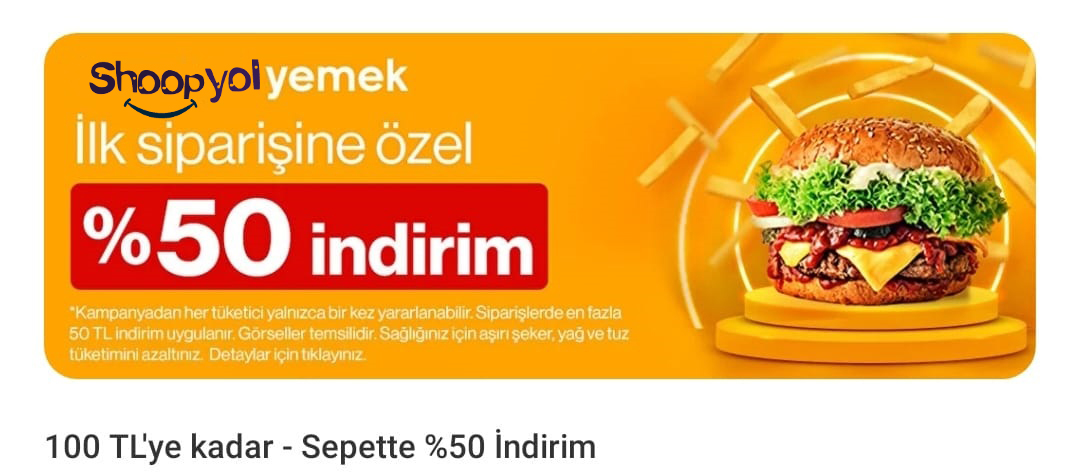 Shoopyol yemek
İlk siparişine özel
%50 indirim
*Kampanyadan her tüketici yalnızca bir kez yararlanabilir. Siparişlerde en fazla
50 TL indirim uygulanır. Görseller temsilidir. Sağlığınız için aşırı şeker, yağ ve tuz
tüketimini azaltınız. Detaylar için tıklayınız.
100 TL'ye kadar - Sepette %50 İndirim